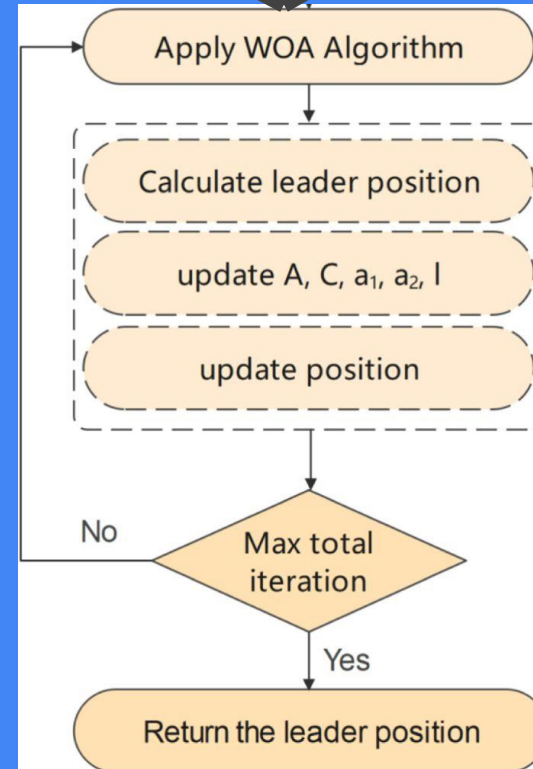 Apply WOA Algorithm
Calculate leader position
update A, C, a₁, a₂, l
update position
No
Max total
iteration
Yes
Return the leader position